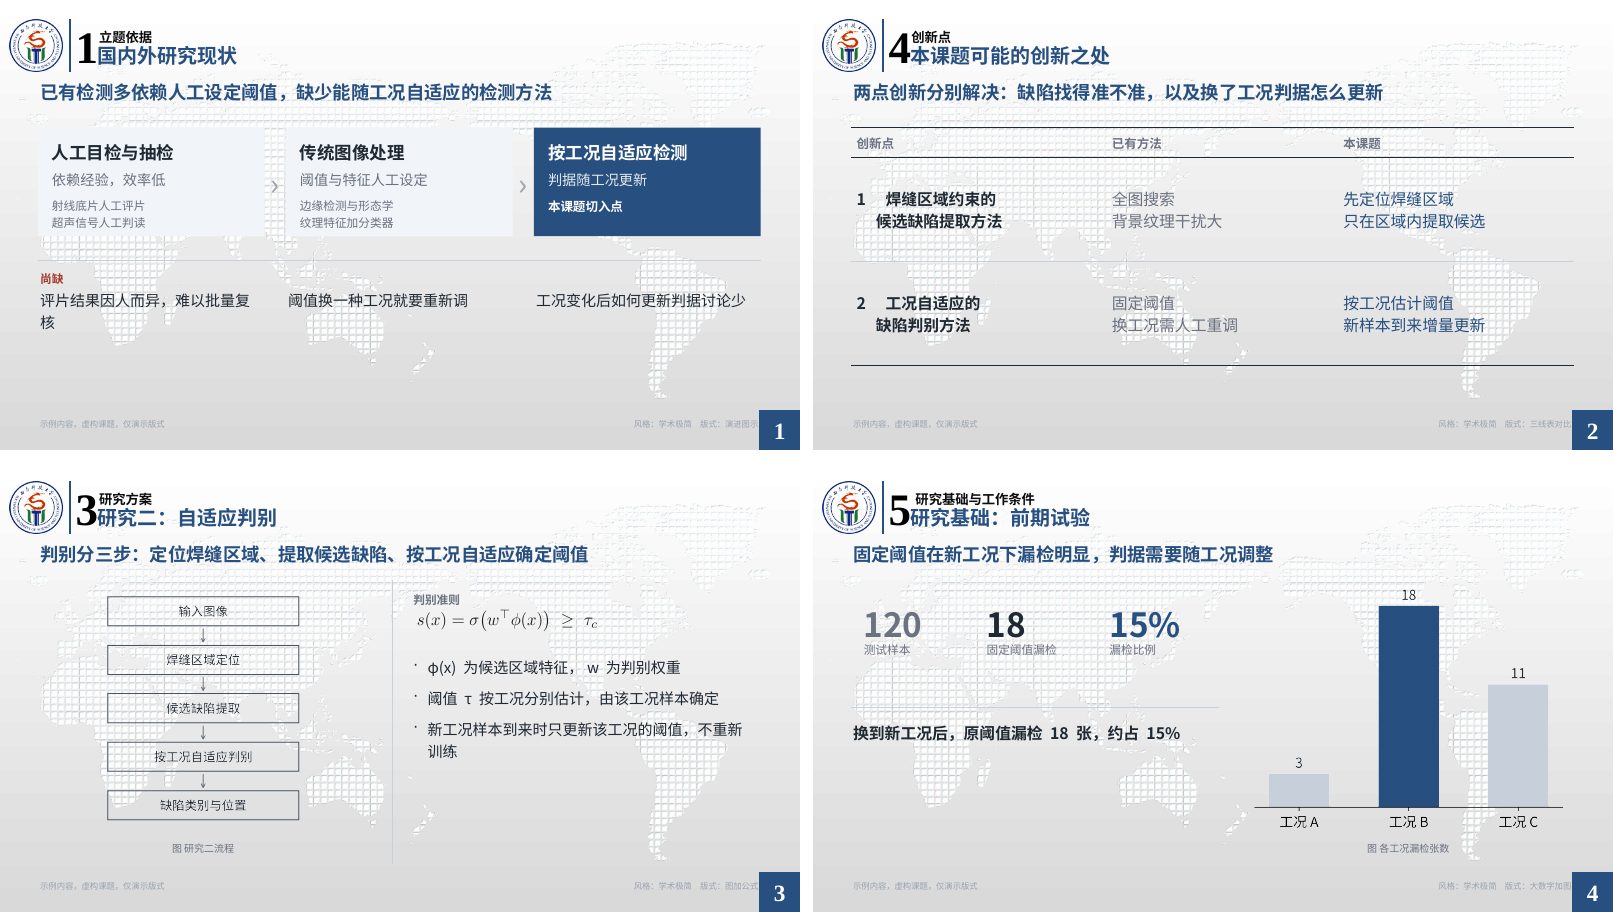 1
立题依据
国内外研究现状
已有检测多依赖人工设定阈值，缺少能随工况自适应的检测方法
人工目检与抽检
依赖经验，效率低
射线底片人工评片
超声信号人工判读
传统图像处理
阈值与特征人工设定
边缘检测与形态学
纹理特征加分类器
按工况自适应检测
判据随工况更新
本课题切入点
尚缺
评片结果因人而异，难以批量复
核
阈值换一种工况就要重新调
工况变化后如何更新判据讨论少
示例内容，虚构课题，仅演示版式
风格：学术极简 版式：演进图示
1
4
创新点
本课题可能的创新之处
两点创新分别解决：缺陷找得准不准，以及换了工况判据怎么更新
创新点 已有方法 本课题
1 焊缝区域约束的
候选缺陷提取方法
全图搜索
背景纹理干扰大
先定位焊缝区域
只在区域内提取候选
2 工况自适应的
缺陷判别方法
固定阈值
换工况需人工重调
按工况估计阈值
新样本到来增量更新
示例内容，虚构课题，仅演示版式
风格：学术极简 版式：三线表对比
2
3
研究方案
研究二：自适应判别
判别分三步：定位焊缝区域、提取候选缺陷、按工况自适应确定阈值
输入图像
焊缝区域定位
候选缺陷提取
按工况自适应判别
缺陷类别与位置
图 研究二流程
判别准则
s(x) = σ(w⊤ϕ(x)) ≥ τc
· φ(x) 为候选区域特征， w 为判别权重
· 阈值 τ 按工况分别估计，由该工况样本确定
· 新工况样本到来时只更新该工况的阈值，不重新
训练
示例内容，虚构课题，仅演示版式
风格：学术极简 版式：图加公式
3
5
研究基础与工作条件
研究基础：前期试验
固定阈值在新工况下漏检明显，判据需要随工况调整
120
测试样本
18
固定阈值漏检
15%
漏检比例
换到新工况后，原阈值漏检 18 张，约占 15%
3
18
11
工况 A
工况 B
工况 C
图 各工况漏检张数
示例内容，虚构课题，仅演示版式
风格：学术极简 版式：大数字加图
4